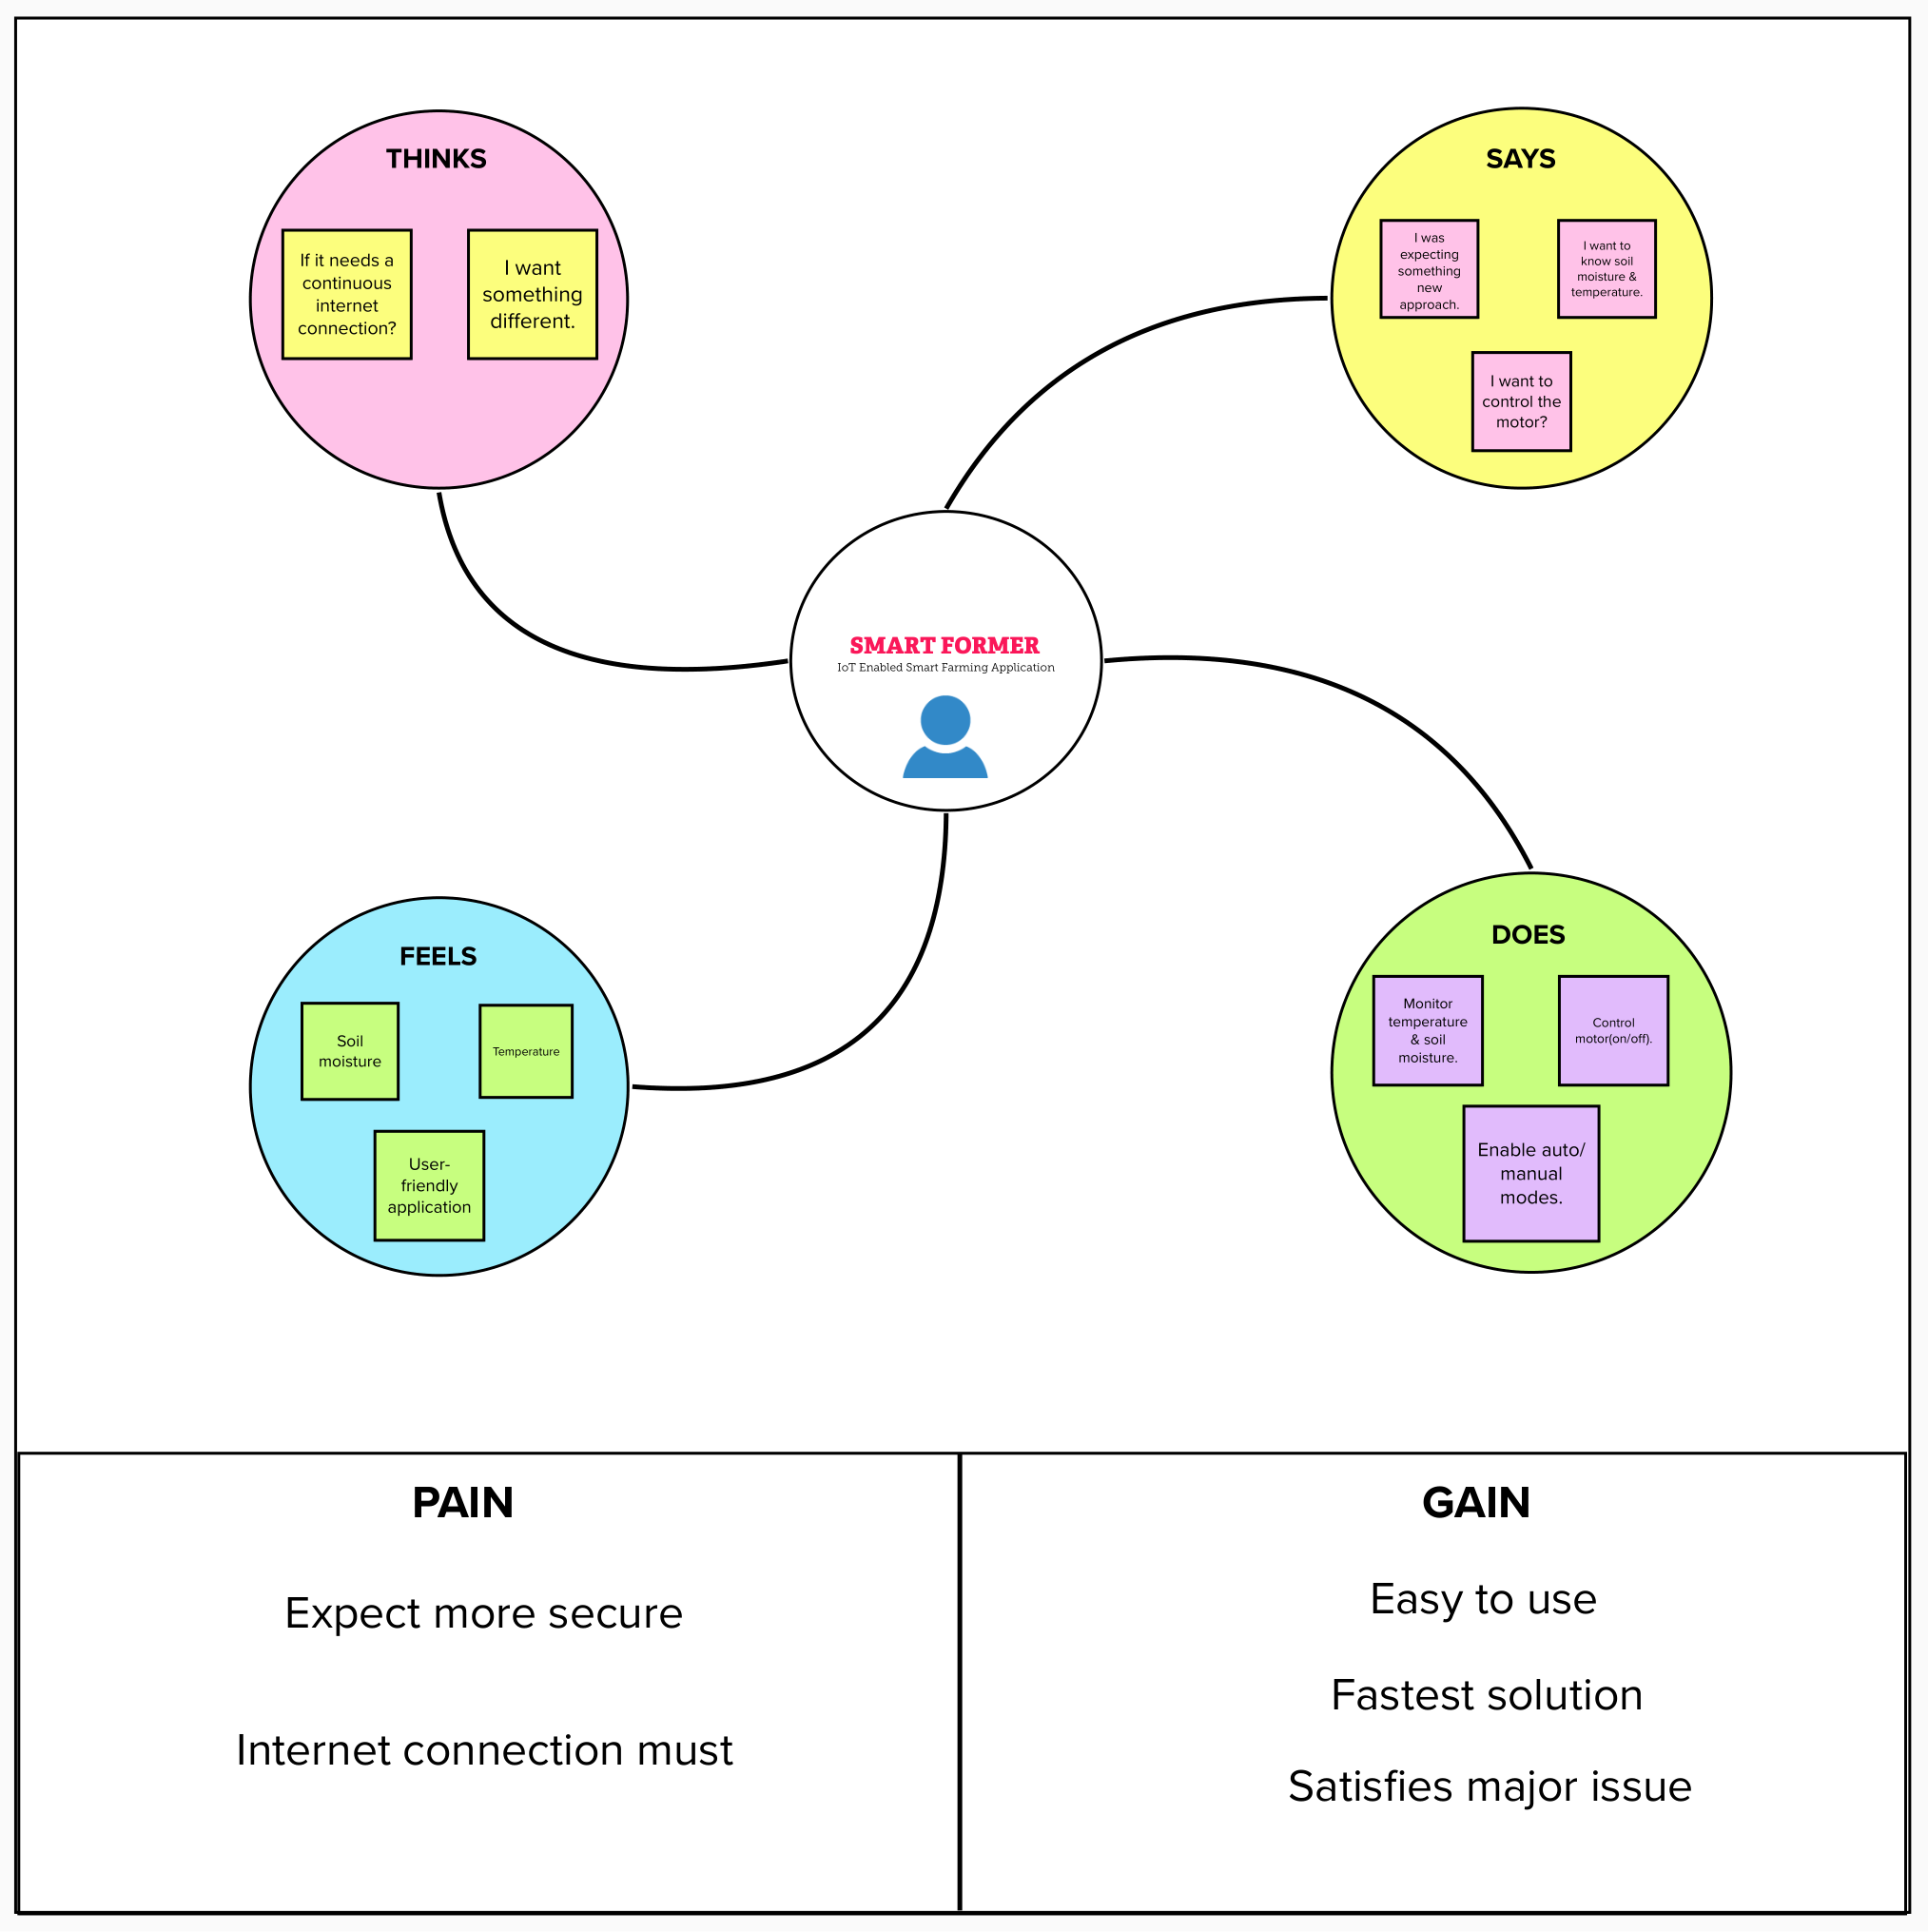 THINKS
If it needs a
continuous
internet
connection?
I want
something
different.
SAYS
I was
expecting
something
new
approach.
I want to
know soil
moisture &
temperature.
I want to
control the
motor?
SMART FORMER
IoT Enabled Smart Farming Application
FEELS
Soil
moisture
Temperature
User-
friendly
application
DOES
Monitor
temperature
& soil
moisture.
Control
motor(on/off).
Enable auto/
manual
modes.
PAIN
Expect more secure
Internet connection must
GAIN
Easy to use
Fastest solution
Satisfies major issue